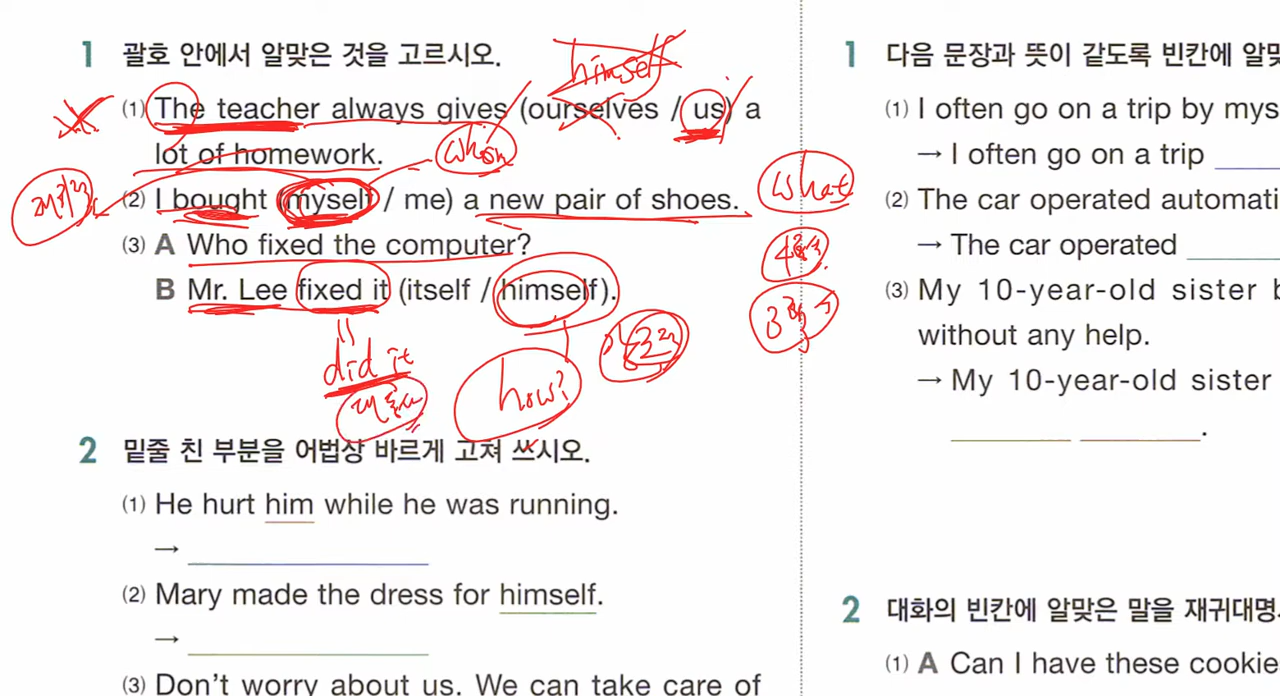 1 괄호 안에서 알맞은 것을 고르시오.
himself
(1) The teacher always gives (ourselves / us) a
lot of homework.
whom
(2) I bought (myself / me) a new pair of shoes.
what
(3) A Who fixed the computer?
B Mr. Lee fixed it (itself / himself).
did it
how?
2 밑줄 친 부분을 어법상 바르게 고쳐 쓰시오.
(1) He hurt him while he was running.
→
(2) Mary made the dress for himself.
→
(3) Don't worry about us. We can take care of
1 다음 문장과 뜻이 같도록 빈칸에 알맞
(1) I often go on a trip by mys
→ I often go on a trip
(2) The car operated automati
→ The car operated
(3) My 10-year-old sister b
without any help.
→ My 10-year-old sister
.
2 대화의 빈칸에 알맞은 말을 재귀대명
(1) A Can I have these cookie